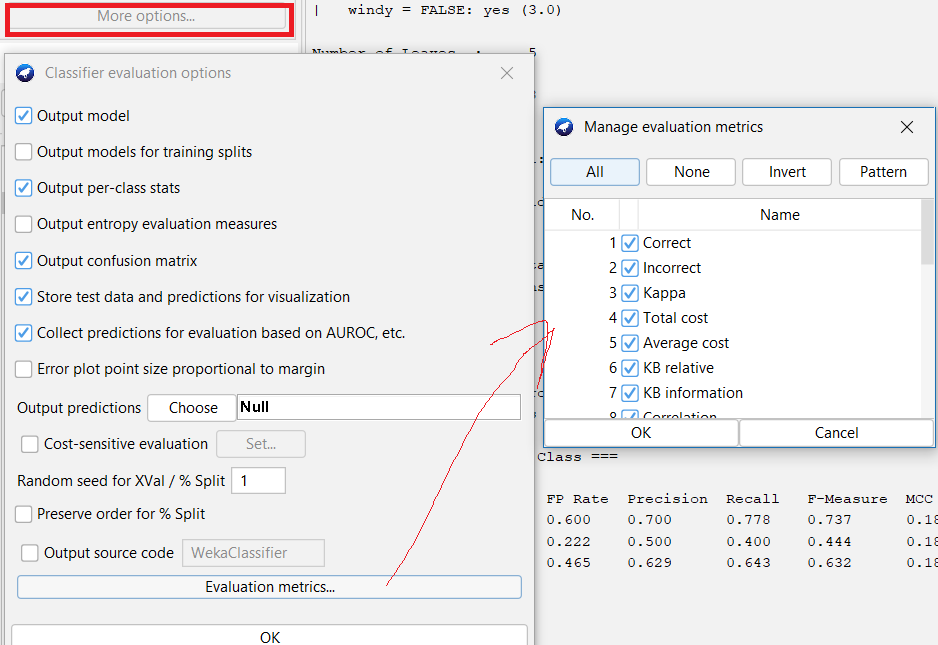 More options...
|   windy = FALSE: yes (3.0)
Number of Leaves  :     5
Classifier evaluation options
Output model
Output models for training splits
Output per-class stats
Output entropy evaluation measures
Output confusion matrix
Store test data and predictions for visualization
Collect predictions for evaluation based on AUROC, etc.
Error plot point size proportional to margin
Output predictions Choose Null
Cost-sensitive evaluation Set...
Random seed for XVal / % Split 1
Preserve order for % Split
Output source code WekaClassifier
Evaluation metrics...
OK
Manage evaluation metrics
All None Invert Pattern
No. Name
1 Correct
2 Incorrect
3 Kappa
4 Total cost
5 Average cost
6 KB relative
7 KB information
8 Correlation
OK Cancel
Class ===
FP Rate  Precision  Recall   F-Measure  MCC
0.600    0.700      0.778    0.737      0.18
0.222    0.500      0.400    0.444      0.18
0.465    0.629      0.643    0.632      0.18